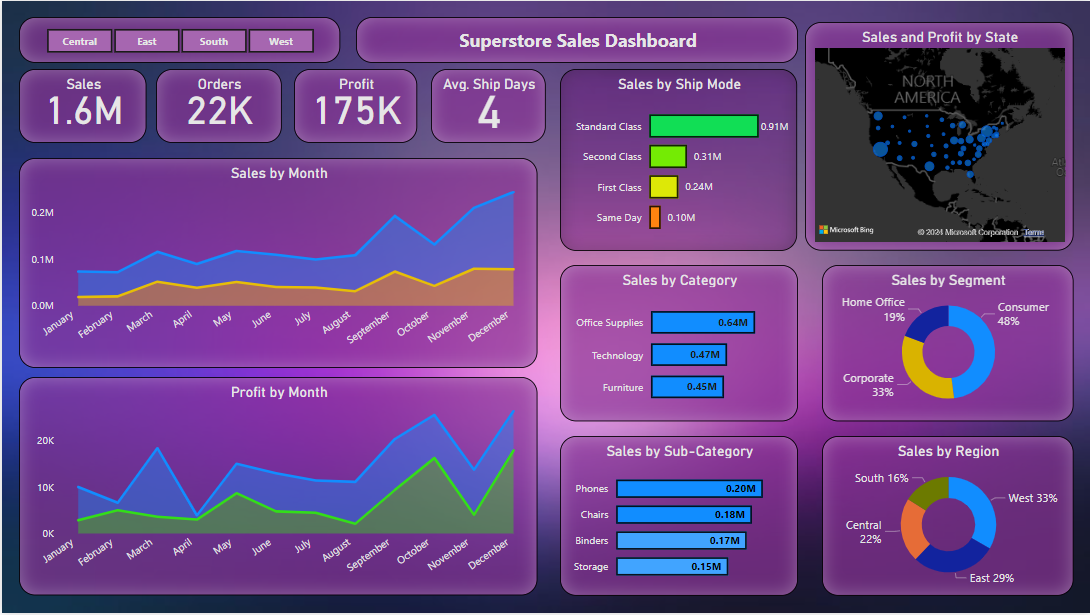 Central
East
South
West
Superstore Sales Dashboard
Sales
1.6M
Orders
22K
Profit
175K
Avg. Ship Days
4
Sales by Month
0.2M
0.1M
0.0M
January
February
March
April
May
June
July
August
September
October
November
December
Profit by Month
20K
10K
0K
January
February
March
April
May
June
July
August
September
October
November
December
Sales by Ship Mode
Standard Class 0.91M
Second Class 0.31M
First Class 0.24M
Same Day 0.10M
Sales by Category
Office Supplies 0.64M
Technology 0.47M
Furniture 0.45M
Sales by Sub-Category
Phones 0.20M
Chairs 0.18M
Binders 0.17M
Storage 0.15M
Sales and Profit by State
NORTH
AMERICA
Microsoft Bing
© 2024 Microsoft Corporation Terms
Sales by Segment
Home Office
19%
Consumer
48%
Corporate
33%
Sales by Region
South 16%
West 33%
Central
22%
East 29%